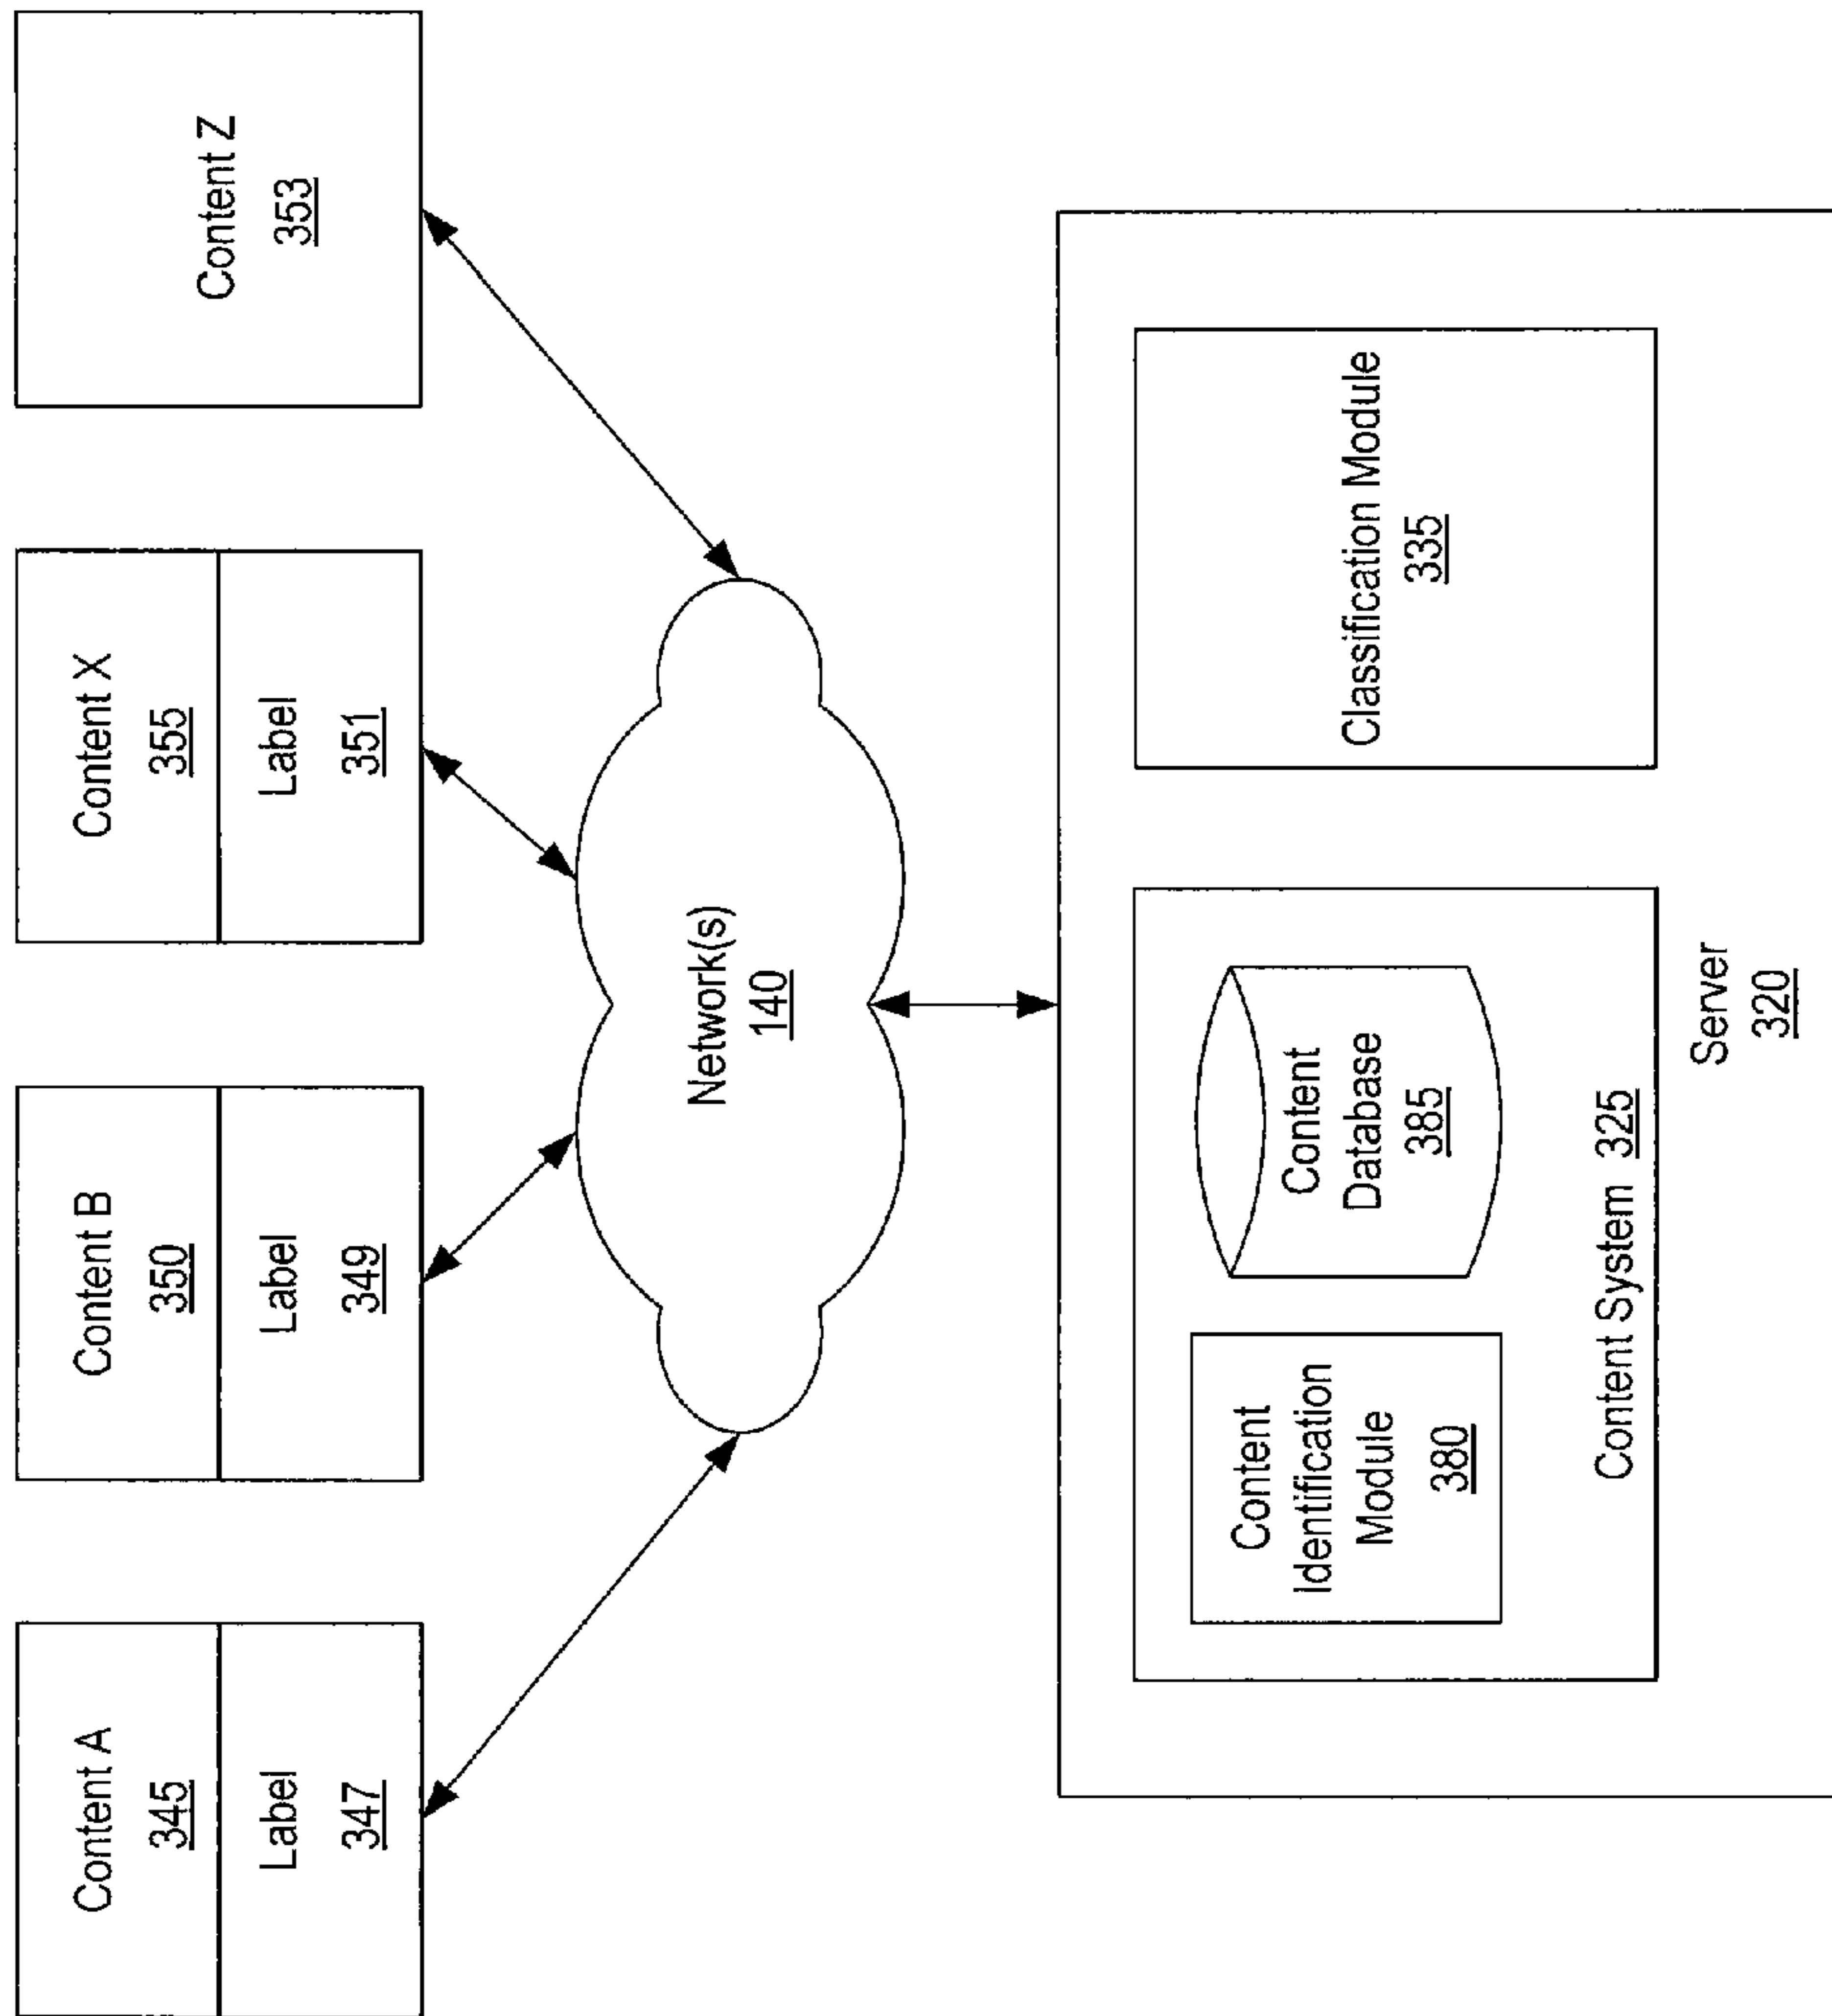 Content A
345
Label
347
Content B
350
Label
349
Content X
355
Label
351
Content Z
353
Network(s)
140
Content
Identification
Module
380
Content
Database
385
Content System 325
Classification Module
335
Server
320